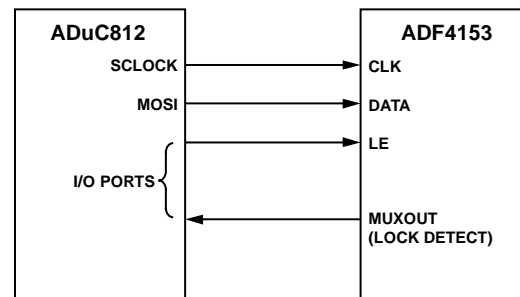 ADuC812
ADF4153
SCLOCK
CLK
MOSI
DATA
LE
I/O PORTS
MUXOUT
(LOCK DETECT)